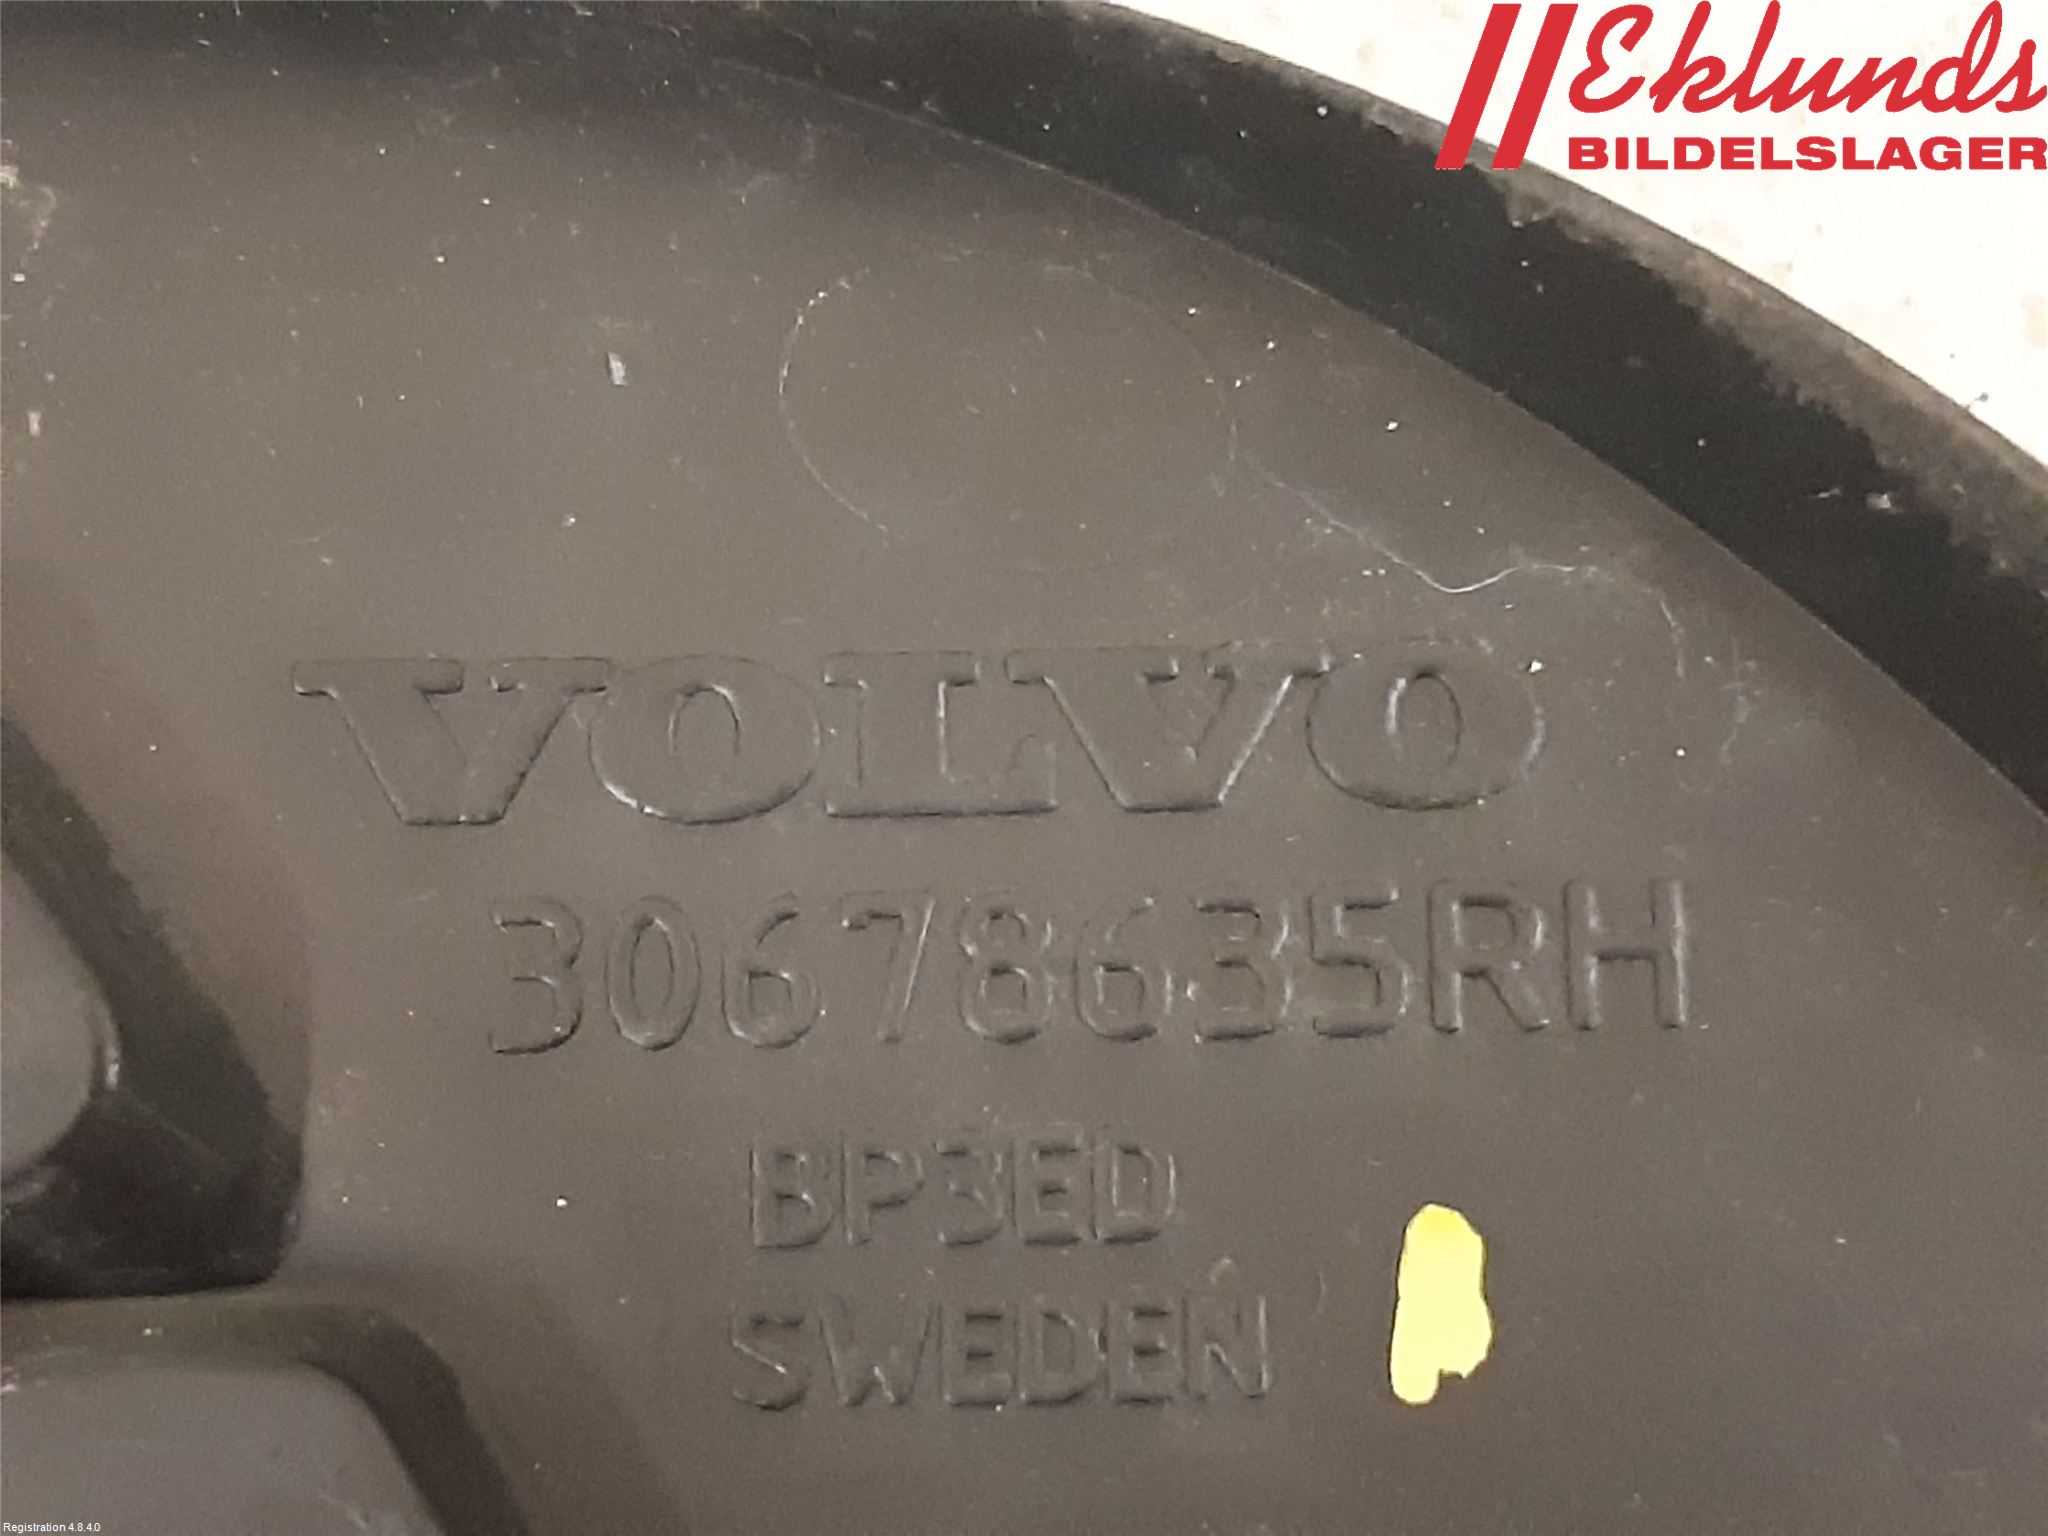 Eklunds
BILDELSLAGER
VOLVO
30678635RH
BP3ED
SWEDEN
Registration 4.8.4.0